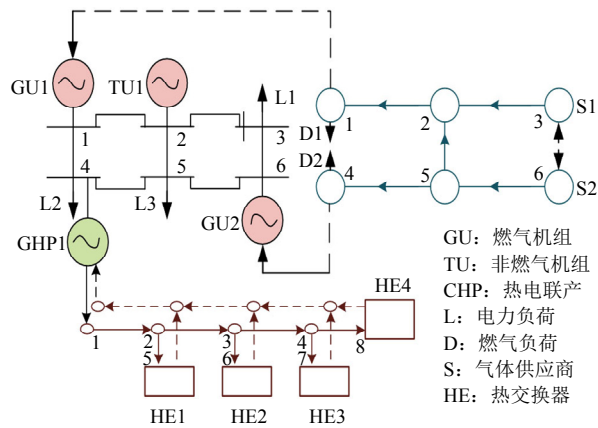 GU1 TU1 L1
1 2 3 D1 1 2 3 S1
4 5 6 D2 4 5 6 S2
L2 L3 GU2
GHP1
1 2 3 4 8 HE4
5 6 7
HE1 HE2 HE3
GU：燃气机组
TU：非燃气机组
CHP：热电联产
L：电力负荷
D：燃气负荷
S：气体供应商
HE：热交换器